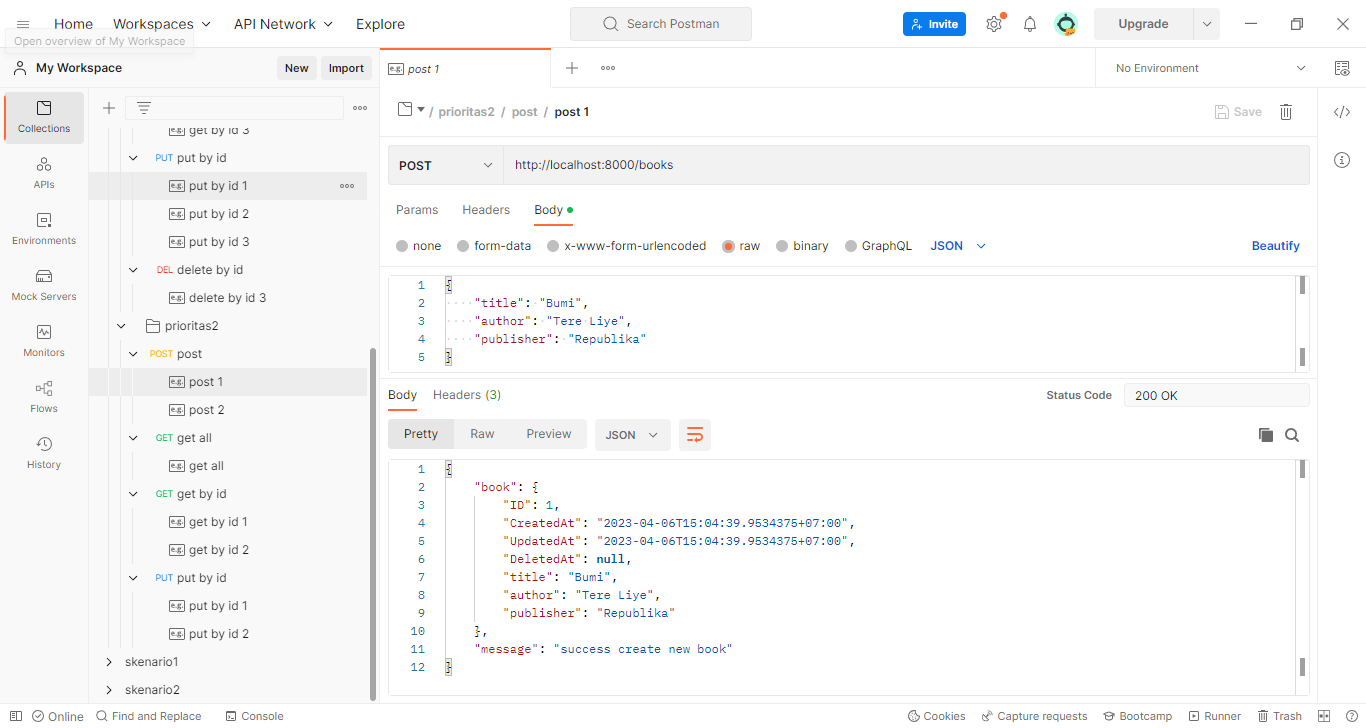 Home Workspaces API Network Explore Search Postman Invite Upgrade
Open overview of My Workspace
My Workspace New Import
e.g. post 1
No Environment
Collections
APIs
Environments
Mock Servers
Monitors
Flows
History
e.g. get by id 3
PUT put by id
e.g. put by id 1
e.g. put by id 2
e.g. put by id 3
DEL delete by id
e.g. delete by id 3
prioritas2
POST post
e.g. post 1
e.g. post 2
GET get all
e.g. get all
GET get by id
e.g. get by id 1
e.g. get by id 2
PUT put by id
e.g. put by id 1
e.g. put by id 2
skenario1
skenario2
/ prioritas2 / post / post 1 Save
POST http://localhost:8000/books
Params Headers Body
none form-data x-www-form-urlencoded raw binary GraphQL JSON Beautify
1 {
2 "title": "Bumi",
3 "author": "Tere Liye",
4 "publisher": "Republika"
5 }
Body Headers (3) Status Code 200 OK
Pretty Raw Preview JSON
1 {
2 "book": {
3 "ID": 1,
4 "CreatedAt": "2023-04-06T15:04:39.9534375+07:00",
5 "UpdatedAt": "2023-04-06T15:04:39.9534375+07:00",
6 "DeletedAt": null,
7 "title": "Bumi",
8 "author": "Tere Liye",
9 "publisher": "Republika"
10 },
11 "message": "success create new book"
12 }
Online Find and Replace Console Cookies Capture requests Bootcamp Runner Trash